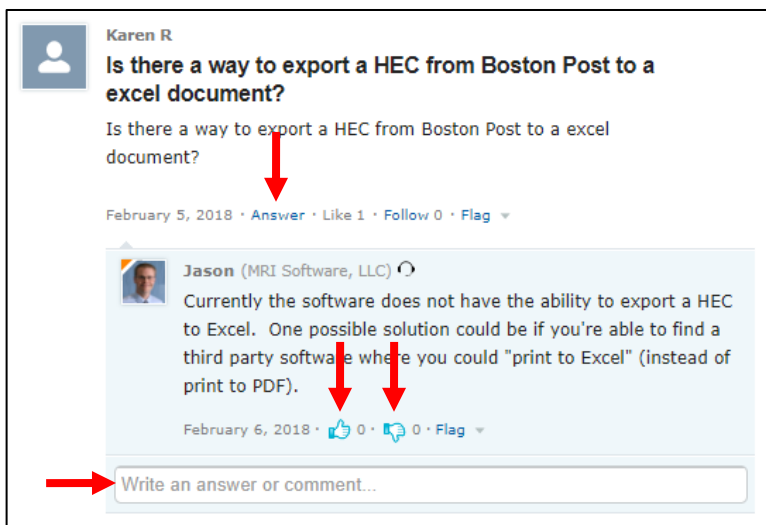 Karen R
Is there a way to export a HEC from Boston Post to a
excel document?
Is there a way to export a HEC from Boston Post to a excel
document?
February 5, 2018 · Answer · Like 1 · Follow 0 · Flag
Jason (MRI Software, LLC)
Currently the software does not have the ability to export a HEC
to Excel. One possible solution could be if you're able to find a
third party software where you could "print to Excel" (instead of
print to PDF).
February 6, 2018 · 0 · 0 · Flag
Write an answer or comment...